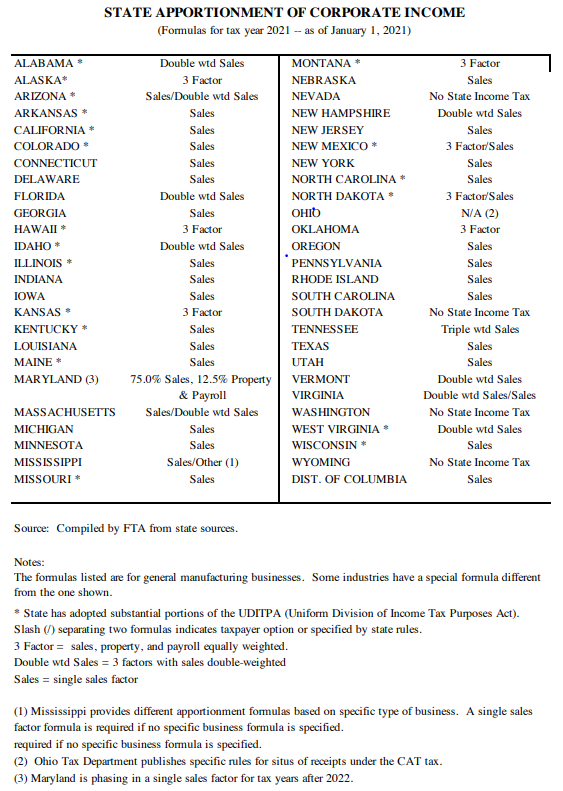 STATE APPORTIONMENT OF CORPORATE INCOME
(Formulas for tax year 2021 -- as of January 1, 2021)
ALABAMA * Double wtd Sales
ALASKA* 3 Factor
ARIZONA * Sales/Double wtd Sales
ARKANSAS * Sales
CALIFORNIA * Sales
COLORADO * Sales
CONNECTICUT Sales
DELAWARE Sales
FLORIDA Double wtd Sales
GEORGIA Sales
HAWAII * 3 Factor
IDAHO * Double wtd Sales
ILLINOIS * Sales
INDIANA Sales
IOWA Sales
KANSAS * 3 Factor
KENTUCKY * Sales
LOUISIANA Sales
MAINE * Sales
MARYLAND (3) 75.0% Sales, 12.5% Property
& Payroll
MASSACHUSETTS Sales/Double wtd Sales
MICHIGAN Sales
MINNESOTA Sales
MISSISSIPPI Sales/Other (1)
MISSOURI * Sales
MONTANA * 3 Factor
NEBRASKA Sales
NEVADA No State Income Tax
NEW HAMPSHIRE Double wtd Sales
NEW JERSEY Sales
NEW MEXICO * 3 Factor/Sales
NEW YORK Sales
NORTH CAROLINA * Sales
NORTH DAKOTA * 3 Factor/Sales
OHIO N/A (2)
OKLAHOMA 3 Factor
OREGON Sales
PENNSYLVANIA Sales
RHODE ISLAND Sales
SOUTH CAROLINA Sales
SOUTH DAKOTA No State Income Tax
TENNESSEE Triple wtd Sales
TEXAS Sales
UTAH Sales
VERMONT Double wtd Sales
VIRGINIA Double wtd Sales/Sales
WASHINGTON No State Income Tax
WEST VIRGINIA * Double wtd Sales
WISCONSIN * Sales
WYOMING No State Income Tax
DIST. OF COLUMBIA Sales
Source: Compiled by FTA from state sources.
Notes:
The formulas listed are for general manufacturing businesses. Some industries have a special formula different
from the one shown.
* State has adopted substantial portions of the UDITPA (Uniform Division of Income Tax Purposes Act).
Slash (/) separating two formulas indicates taxpayer option or specified by state rules.
3 Factor = sales, property, and payroll equally weighted.
Double wtd Sales = 3 factors with sales double-weighted
Sales = single sales factor
(1) Mississippi provides different apportionment formulas based on specific type of business. A single sales
factor formula is required if no specific business formula is specified.
required if no specific business formula is specified.
(2) Ohio Tax Department publishes specific rules for situs of receipts under the CAT tax.
(3) Maryland is phasing in a single sales factor for tax years after 2022.